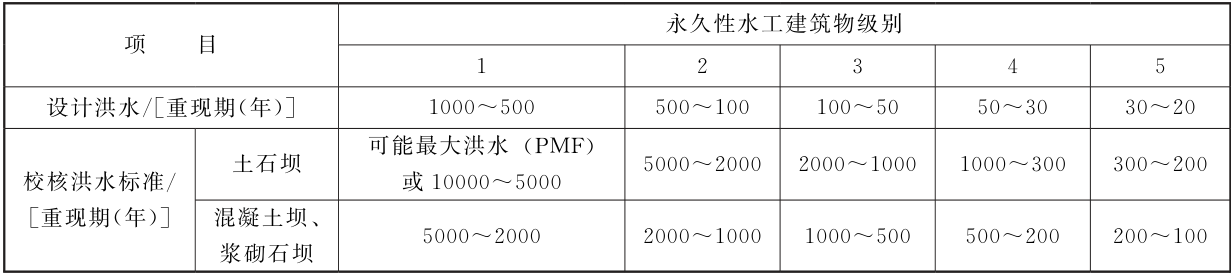 项 目 永久性水工建筑物级别
1 2 3 4 5
设计洪水/[重现期(年)] 1000～500 500～100 100～50 50～30 30～20
校核洪水标准/
[重现期(年)]
土石坝
可能最大洪水 (PMF)
或 10000～5000
5000～2000 2000～1000 1000～300 300～200
混凝土坝、
浆砌石坝
5000～2000 2000～1000 1000～500 500～200 200～100